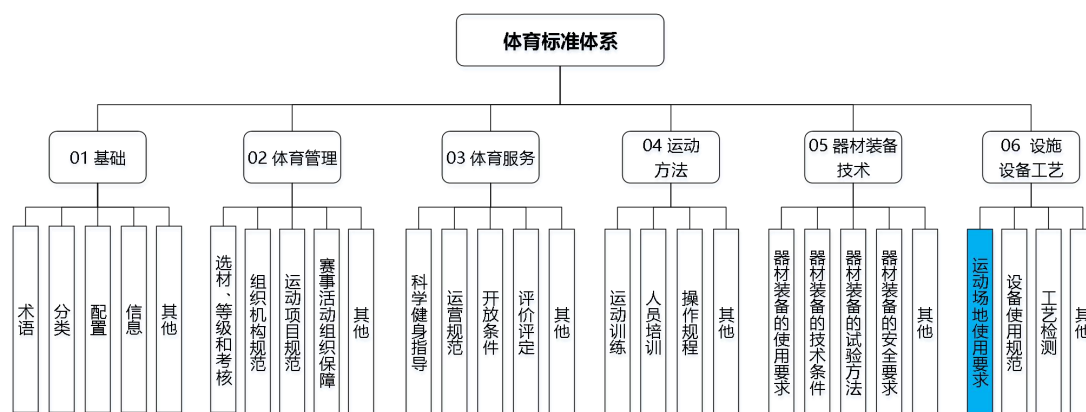 体育标准体系
01 基础
02 体育管理
03 体育服务
04 运动
方法
05 器材装备
技术
06 设施
设备工艺
术语
分类
配置
信息
其他
选材、等级和考核
组织机构规范
运动项目规范
赛事活动组织保障
其他
科学健身指导
运营规范
开放条件
评价评定
其他
运动训练
人员培训
操作规程
其他
器材装备的使用要求
器材装备的技术条件
器材装备的试验方法
器材装备的安全要求
其他
运动场地使用要求
设备使用规范
工艺检测
其他